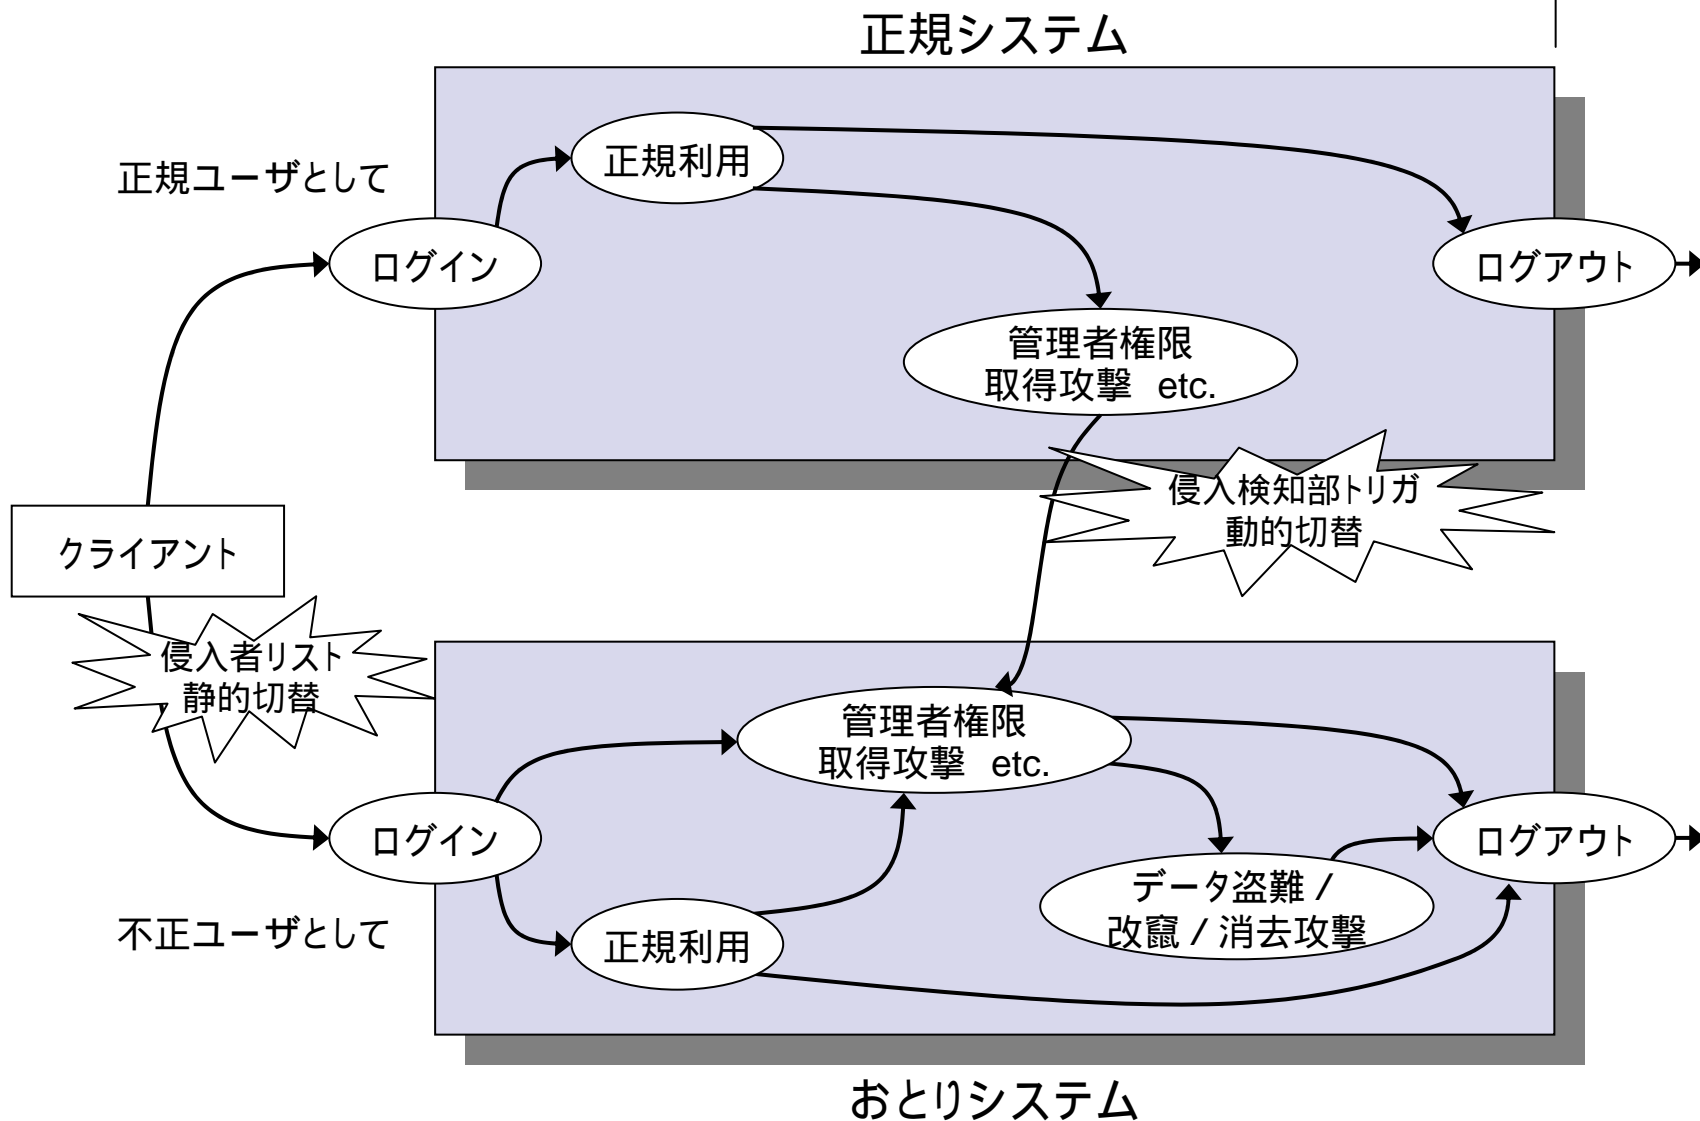 正規システム
正規利用
正規ユーザとして
ログイン
ログアウト
管理者権限
取得攻撃 etc.
侵入検知部トリガ
動的切替
クライアント
侵入者リスト
静的切替
管理者権限
取得攻撃 etc.
ログイン
ログアウト
データ盗難 /
改竄 / 消去攻撃
不正ユーザとして
正規利用
おとりシステム